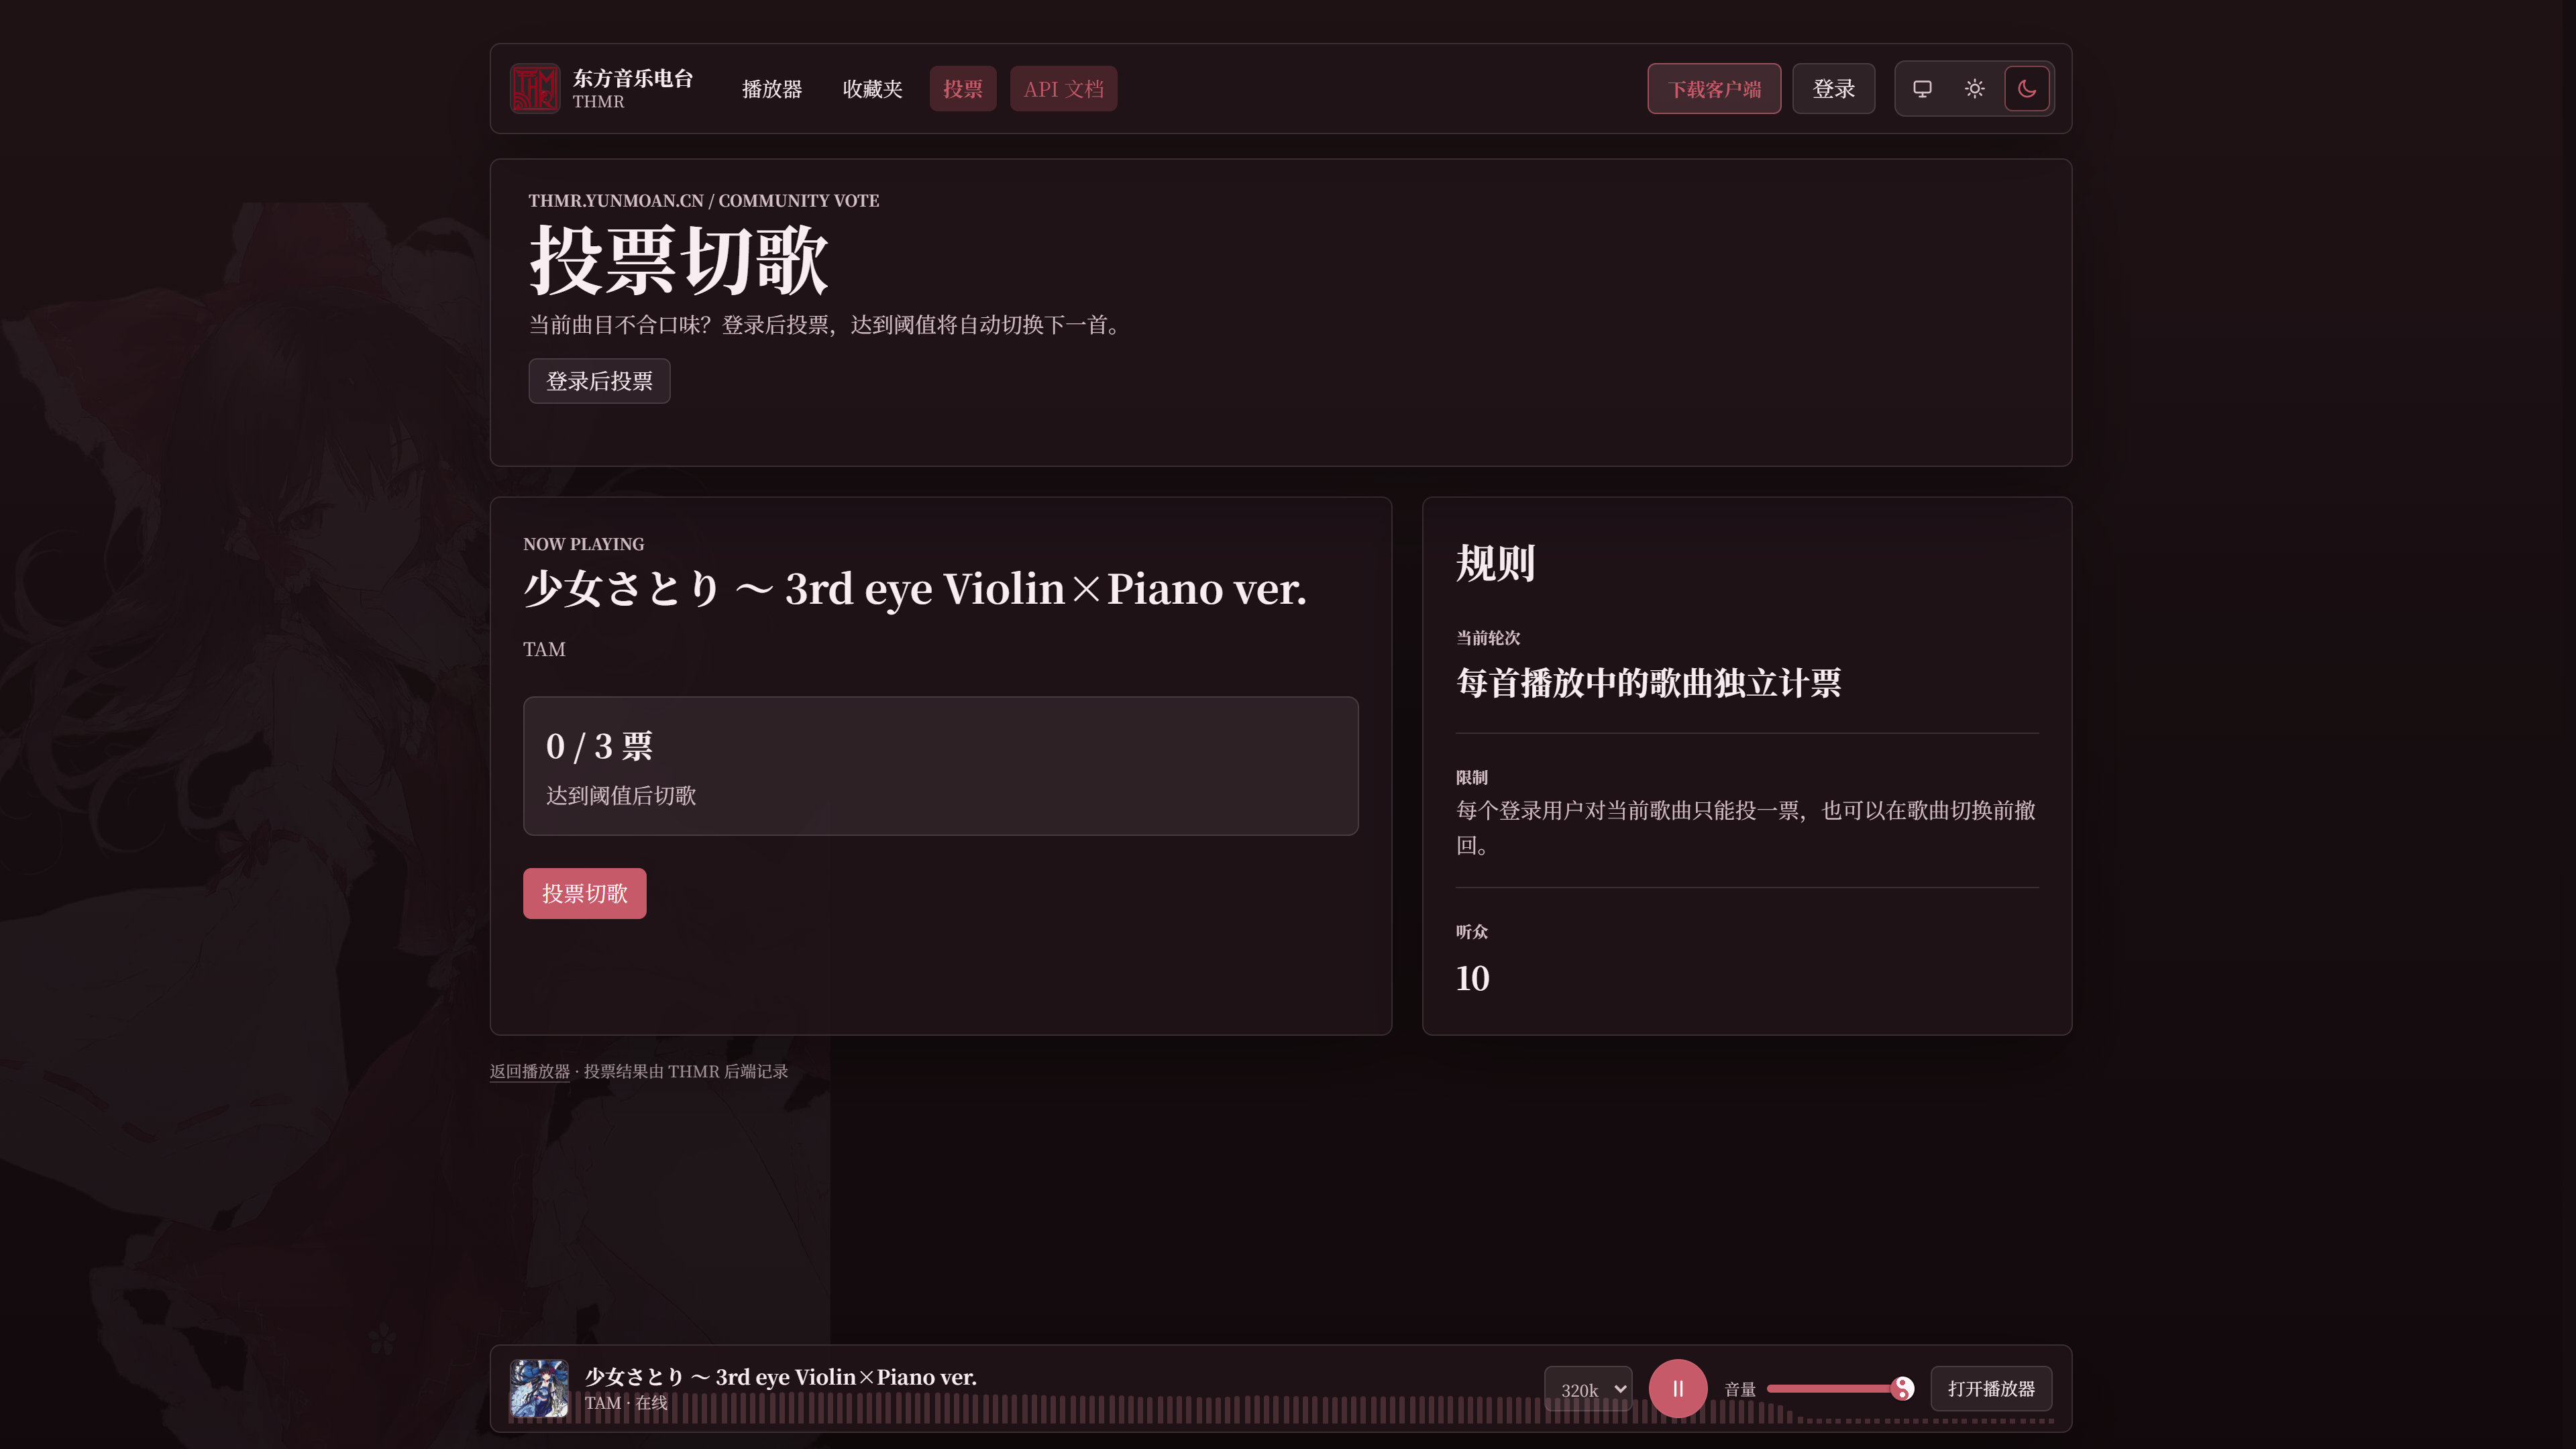 东方音乐电台
THMR
播放器
收藏夹
投票
API 文档
下载客户端
登录
THMR.YUNMOAN.CN / COMMUNITY VOTE
投票切歌
当前曲目不合口味？登录后投票，达到阈值将自动切换下一首。
登录后投票
NOW PLAYING
少女さとり ～ 3rd eye Violin×Piano ver.
TAM
0 / 3 票
达到阈值后切歌
投票切歌
规则
当前轮次
每首播放中的歌曲独立计票
限制
每个登录用户对当前歌曲只能投一票，也可以在歌曲切换前撤
回。
听众
10
返回播放器 · 投票结果由 THMR 后端记录
少女さとり ～ 3rd eye Violin×Piano ver.
TAM · 在线
320k
音量
打开播放器